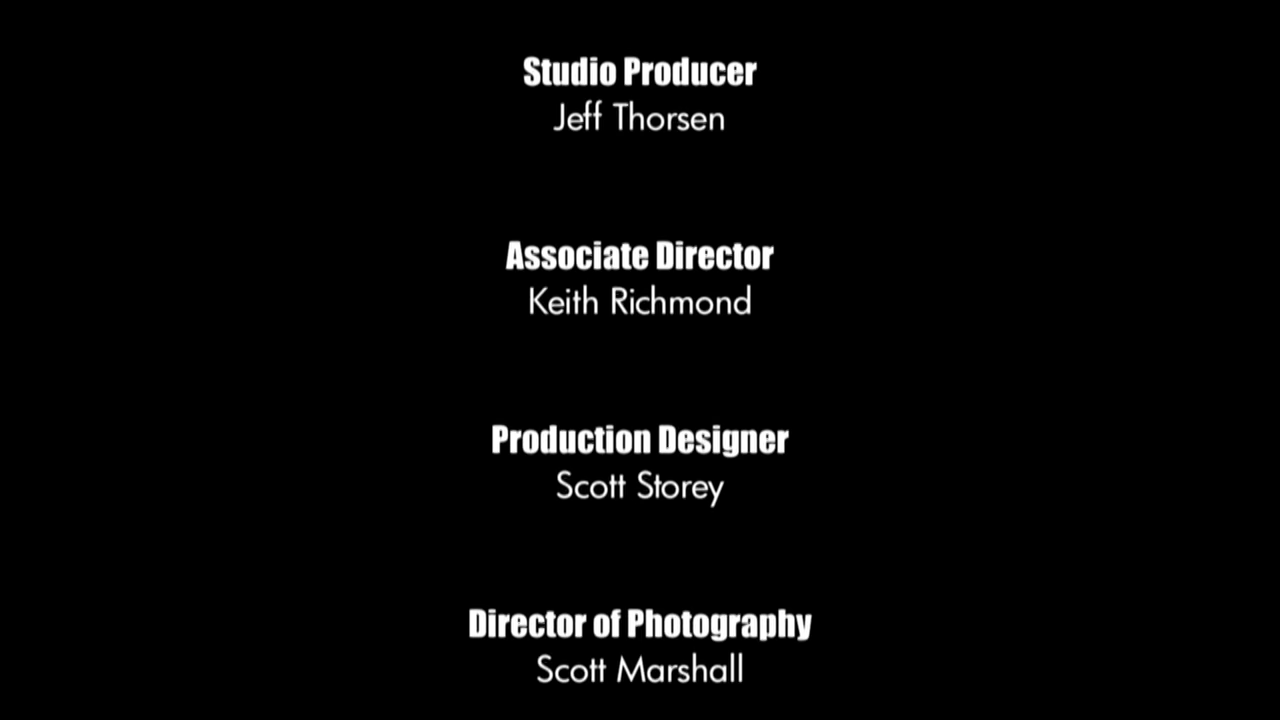 Studio Producer
Jeff Thorsen
Associate Director
Keith Richmond
Production Designer
Scott Storey
Director of Photography
Scott Marshall